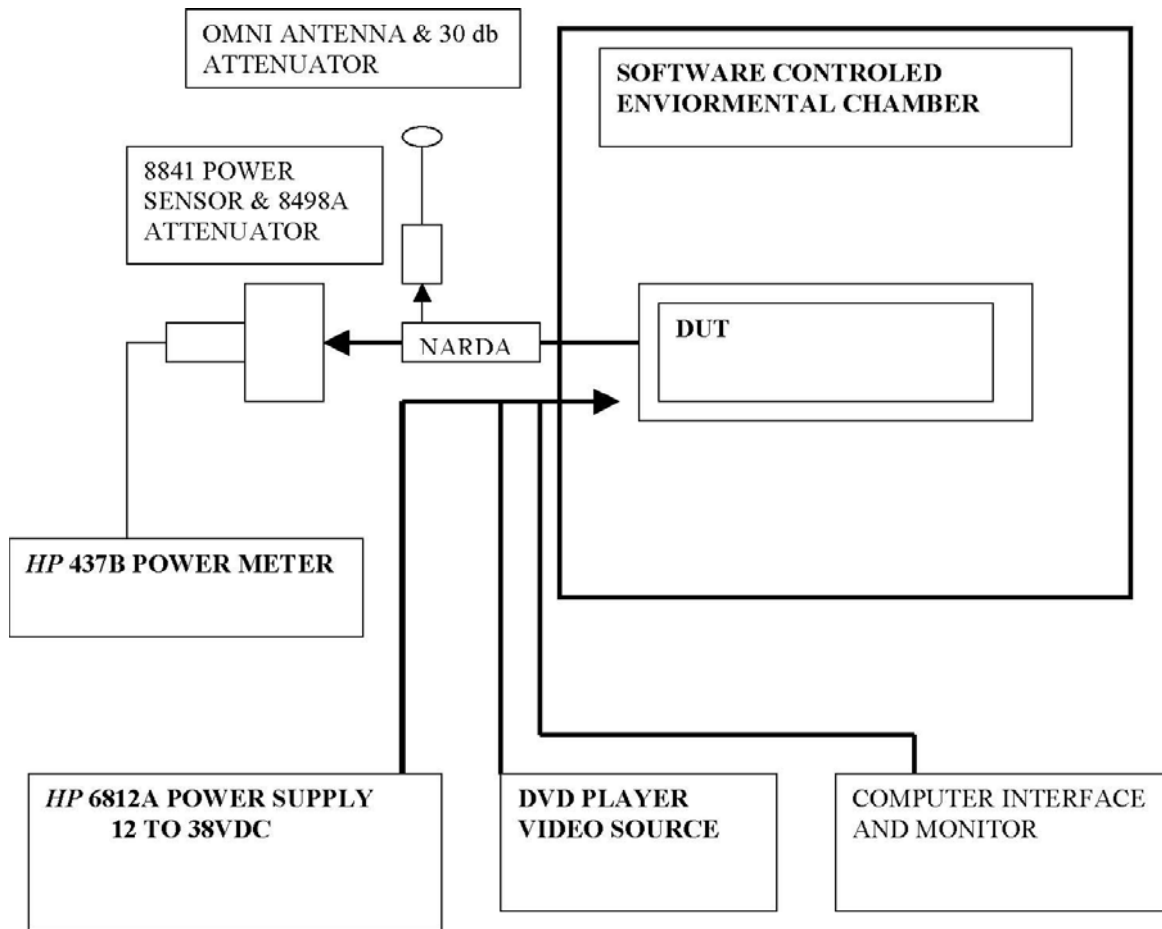 OMNI ANTENNA & 30 db
ATTENUATOR
SOFTWARE CONTROLED
ENVIORMENTAL CHAMBER
8841 POWER
SENSOR & 8498A
ATTENUATOR
NARDA
DUT
HP 437B POWER METER
HP 6812A POWER SUPPLY
12 TO 38VDC
DVD PLAYER
VIDEO SOURCE
COMPUTER INTERFACE
AND MONITOR